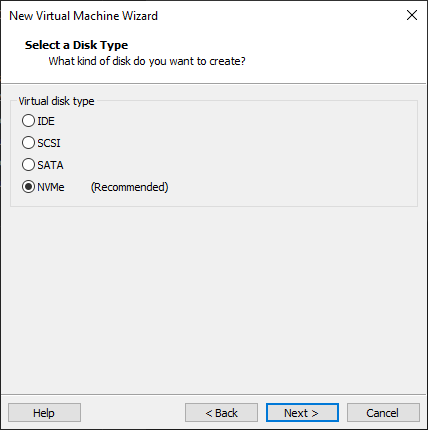 New Virtual Machine Wizard
Select a Disk Type
What kind of disk do you want to create?
Virtual disk type
IDE
SCSI
SATA
NVMe (Recommended)
Help < Back Next > Cancel